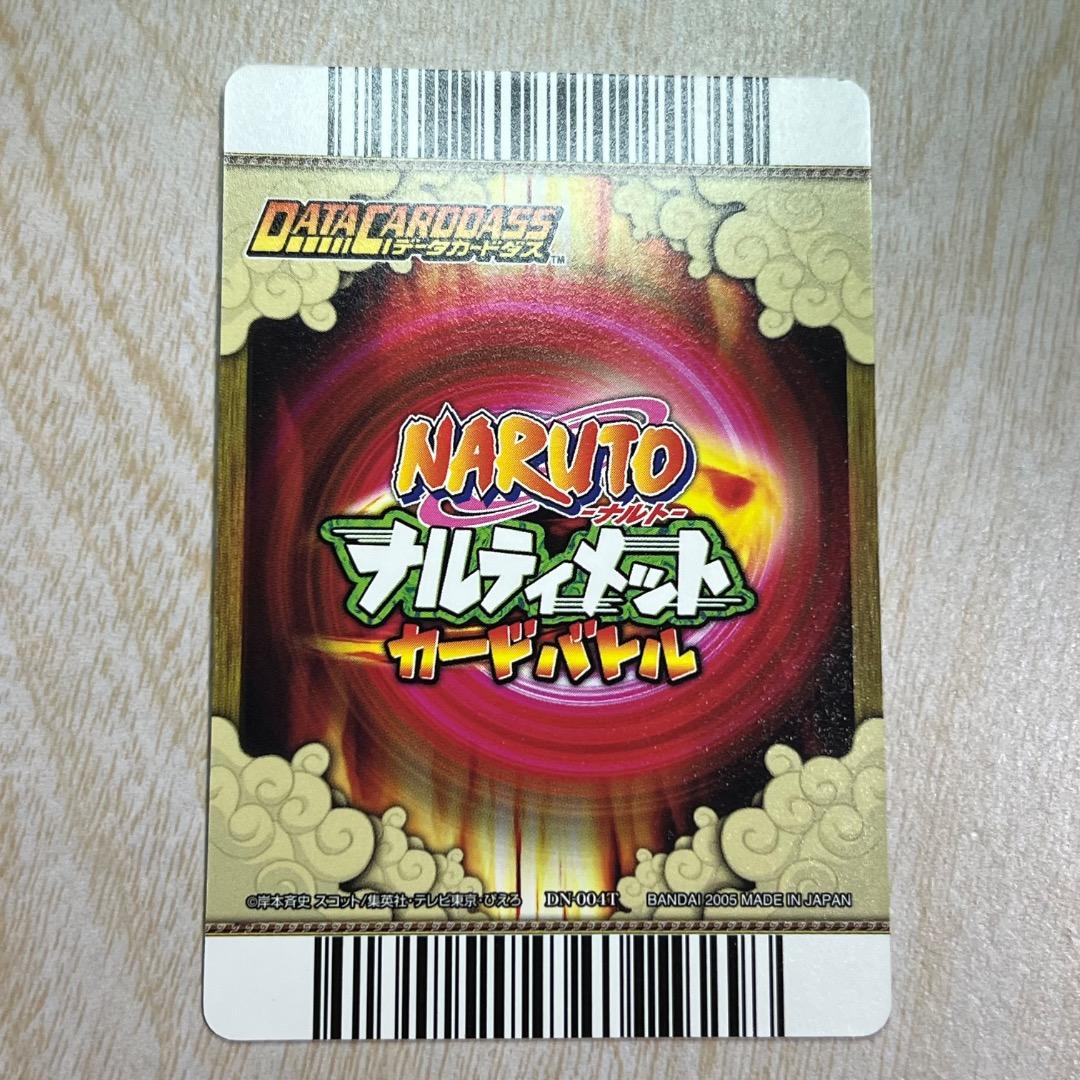 DATA CARDDASS
データカードダス TM
NARUTO
-ナルト-
ナルティメット
カードバトル
©岸本斉史 スコット/集英社・テレビ東京・ぴえろ DN-004T BANDAI 2005 MADE IN JAPAN